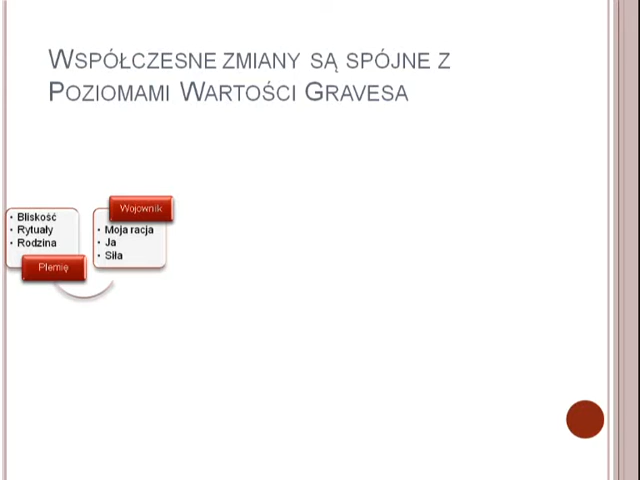 Współczesne zmiany są spójne z
Poziomami Wartości Gravesa
• Bliskość
• Rytuały
• Rodzina
Plemię
Wojownik
• Moja racja
• Ja
• Siła